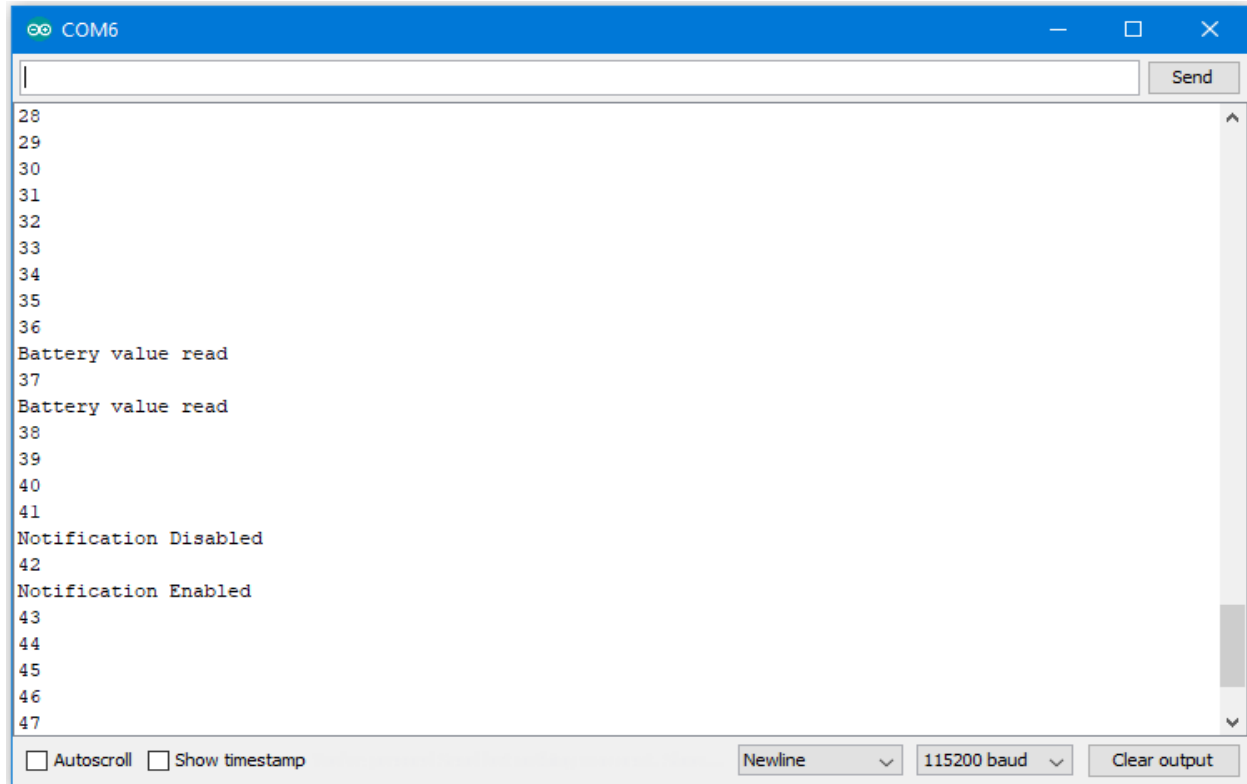 COM6
Send
28
29
30
31
32
33
34
35
36
Battery value read
37
Battery value read
38
39
40
41
Notification Disabled
42
Notification Enabled
43
44
45
46
47
Autoscroll Show timestamp Newline 115200 baud Clear output